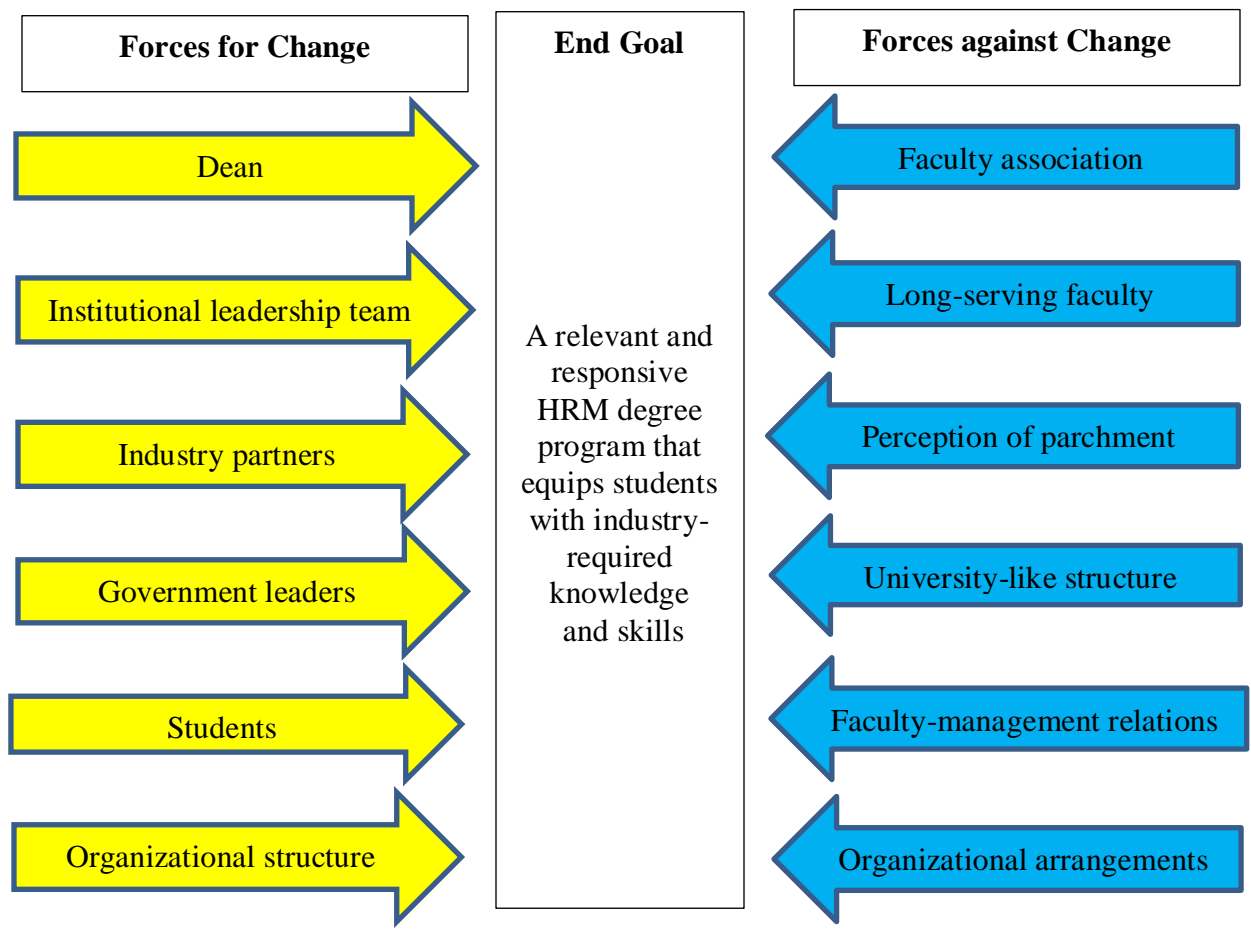 Forces for Change
Dean
Institutional leadership team
Industry partners
Government leaders
Students
Organizational structure
End Goal
A relevant and
responsive
HRM degree
program that
equips students
with industry-
required
knowledge
and skills
Forces against Change
Faculty association
Long-serving faculty
Perception of parchment
University-like structure
Faculty-management relations
Organizational arrangements